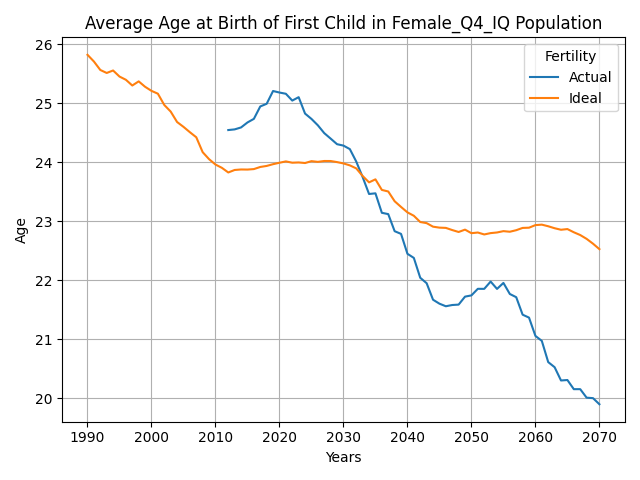 Average Age at Birth of First Child in Female_Q4_IQ Population
Fertility
Actual
Ideal
Age
26
25
24
23
22
21
20
1990 2000 2010 2020 2030 2040 2050 2060 2070
Years